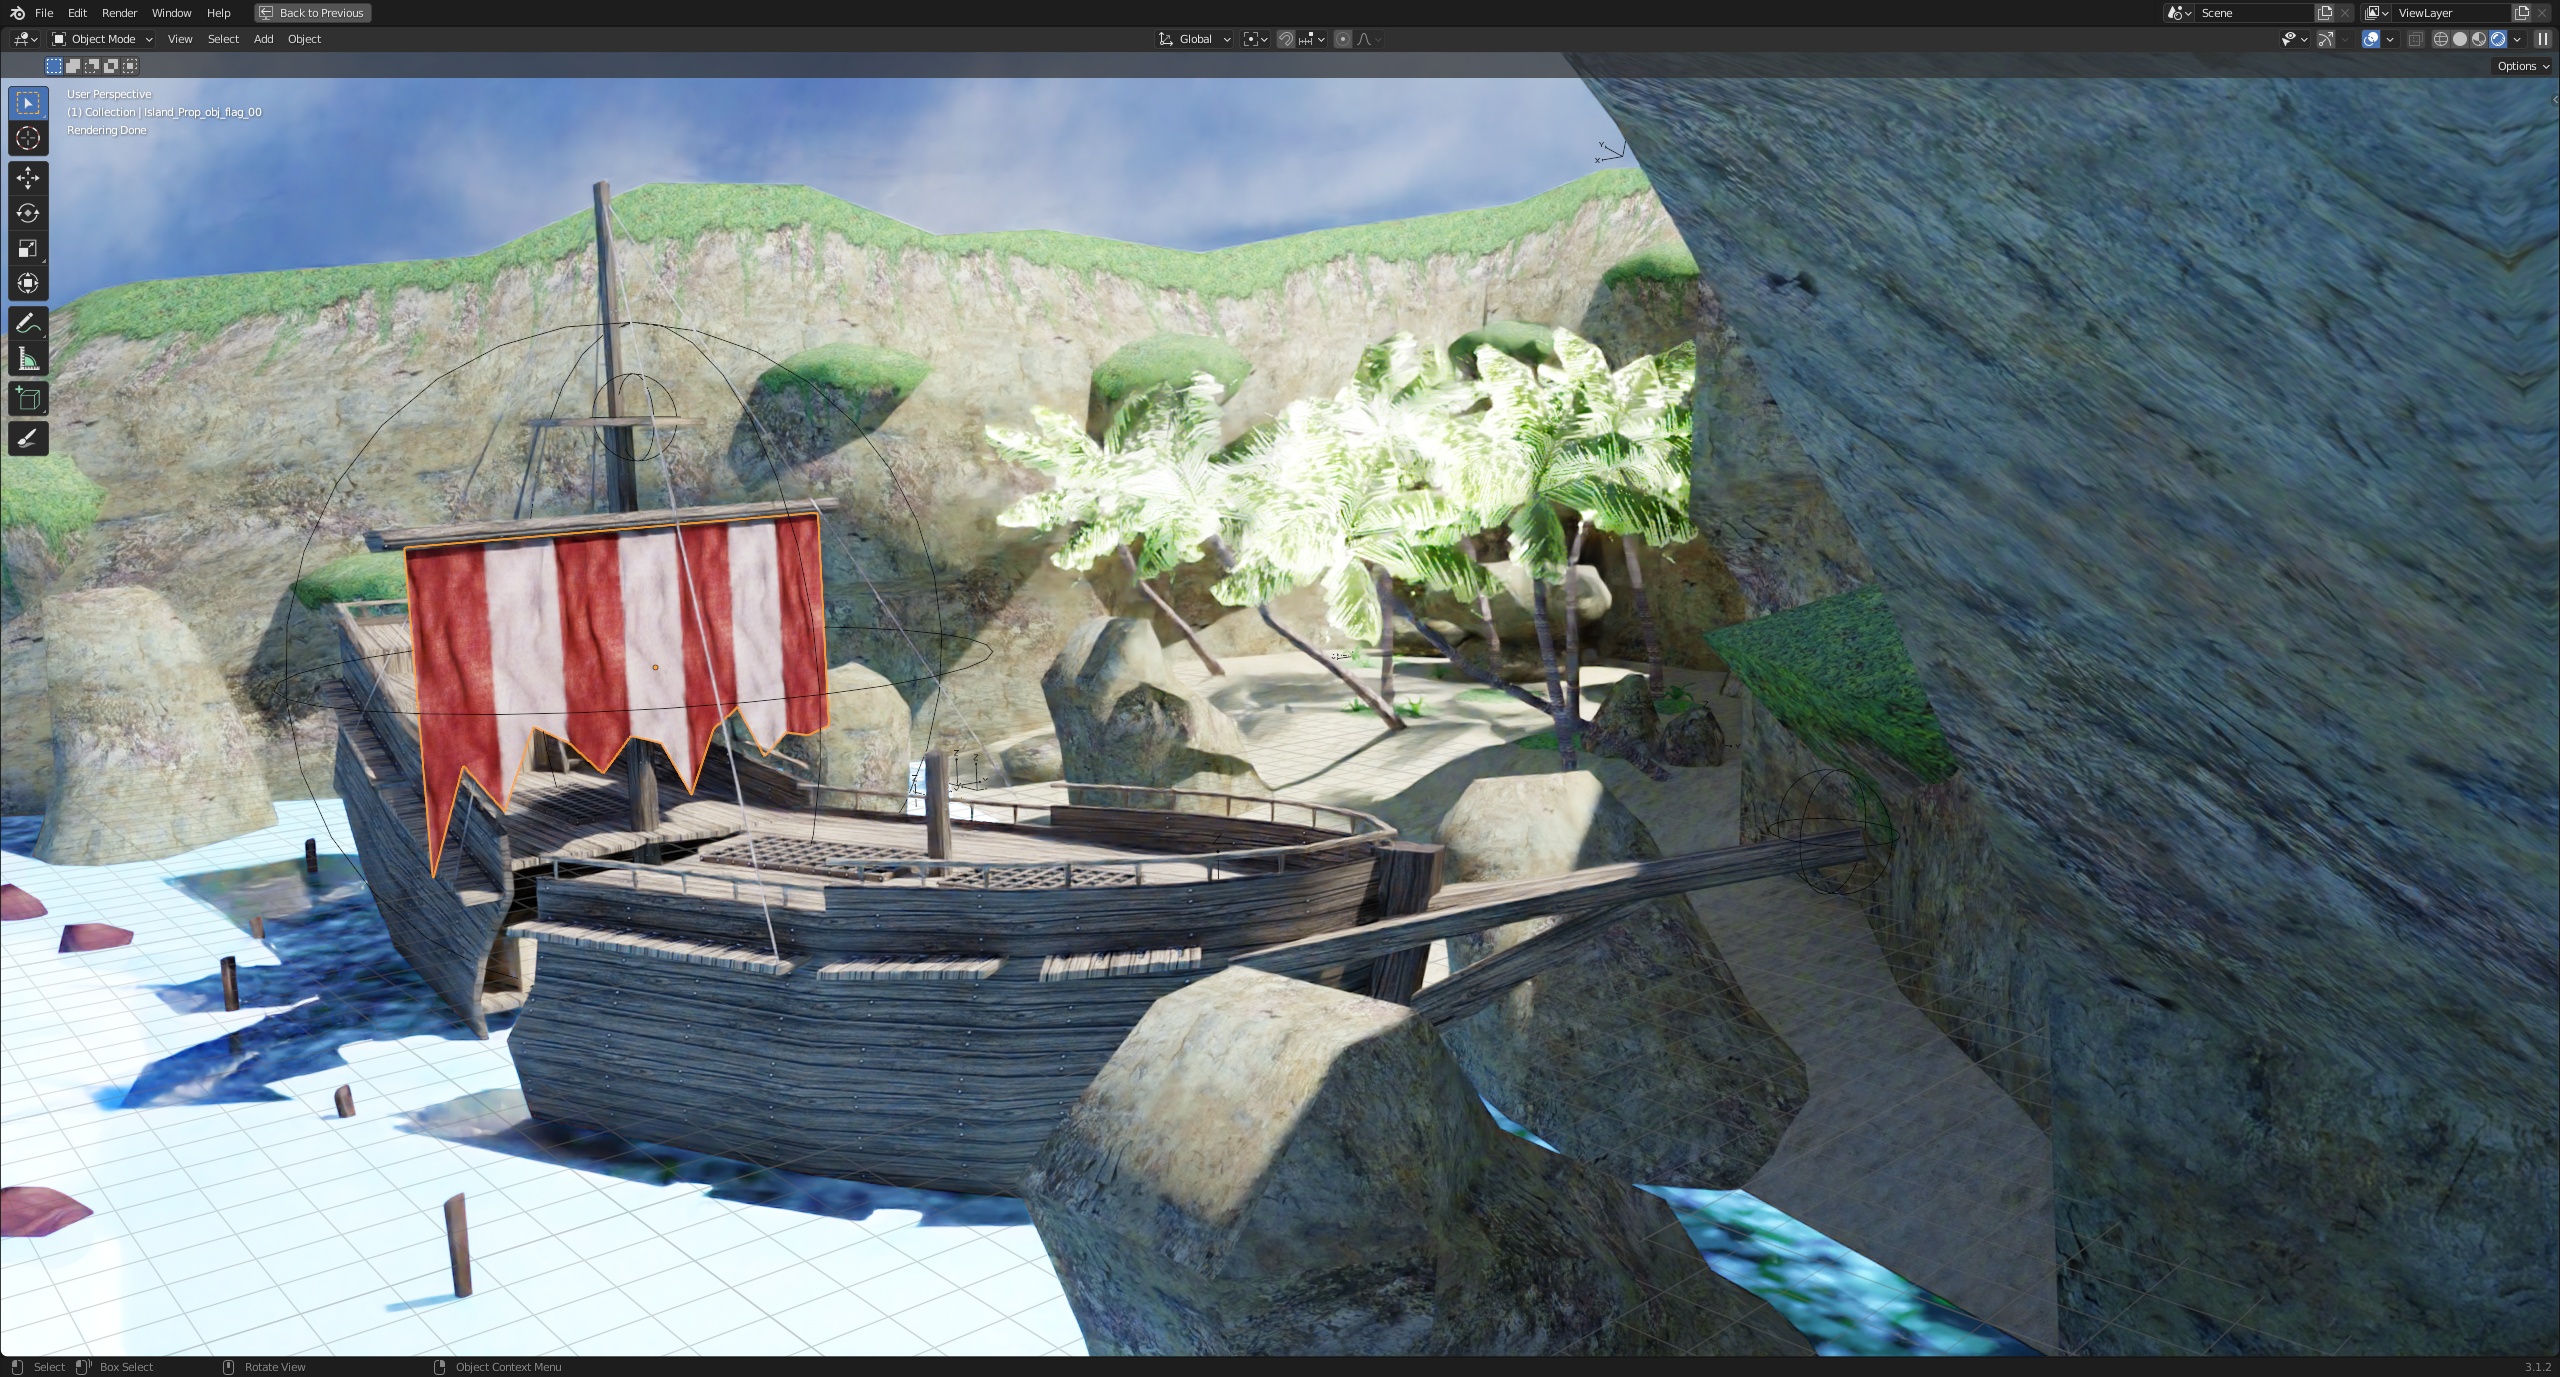 File Edit Render Window Help Back to Previous Scene ViewLayer
Object Mode View Select Add Object Global
Options
User Perspective
(1) Collection | Island_Prop_obj_flag_00
Rendering Done
Select Box Select Rotate View Object Context Menu 3.1.2